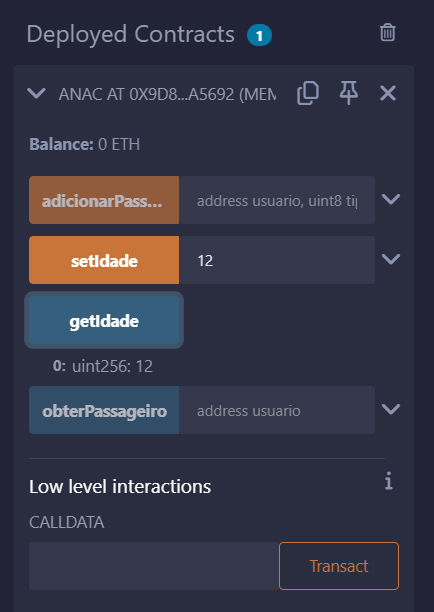 Deployed Contracts 1
ANAC AT 0X9D8...A5692 (MEM
Balance: 0 ETH
adicionarPass... address usuario, uint8 tip
setIdade 12
getIdade
0: uint256: 12
obterPassageiro address usuario
Low level interactions i
CALLDATA
Transact